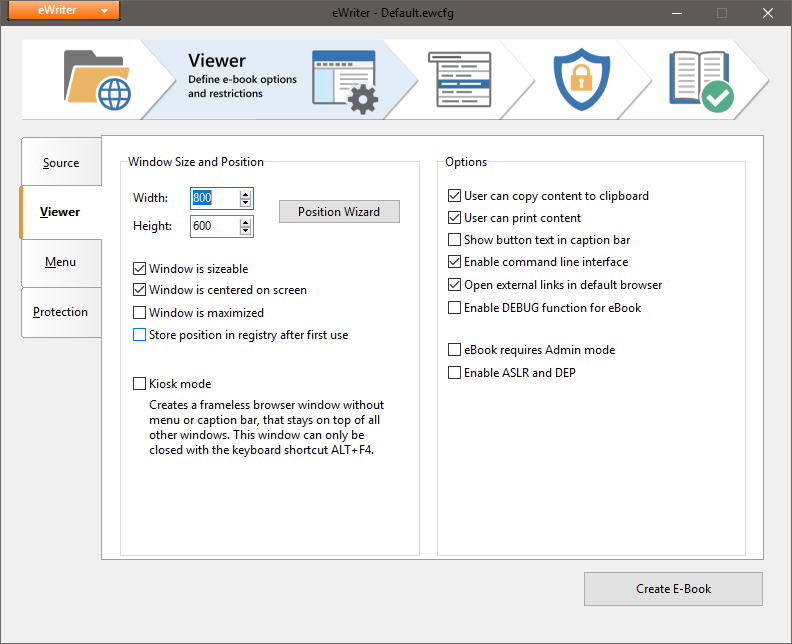 eWriter
eWriter - Default.ewcfg
Viewer
Define e-book options
and restrictions
Source
Viewer
Menu
Protection
Window Size and Position
Width:
800
Height:
600
Position Wizard
Window is sizeable
Window is centered on screen
Window is maximized
Store position in registry after first use
Kiosk mode
Creates a frameless browser window without
menu or caption bar, that stays on top of all
other windows. This window can only be
closed with the keyboard shortcut ALT+F4.
Options
User can copy content to clipboard
User can print content
Show button text in caption bar
Enable command line interface
Open external links in default browser
Enable DEBUG function for eBook
eBook requires Admin mode
Enable ASLR and DEP
Create E-Book